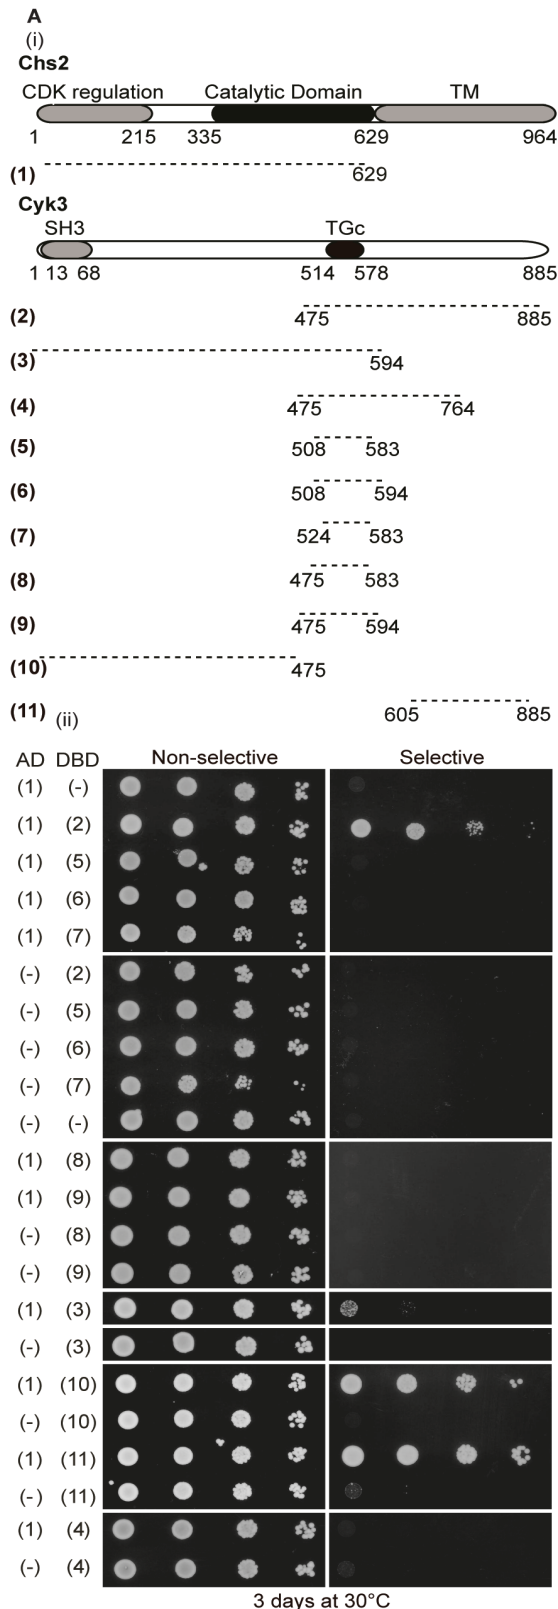 A
(i)
Chs2
CDK regulation Catalytic Domain TM
1 215 335 629 964
(1) 629
Cyk3
SH3 TGc
1 13 68 514 578 885
(2) 475 885
(3) 594
(4) 475 764
(5) 508 583
(6) 508 594
(7) 524 583
(8) 475 583
(9) 475 594
(10) 475
(11) 605 885
(ii)
AD DBD Non-selective Selective
(1) (-)
(1) (2)
(1) (5)
(1) (6)
(1) (7)
(-) (2)
(-) (5)
(-) (6)
(-) (7)
(-) (-)
(1) (8)
(1) (9)
(-) (8)
(-) (9)
(1) (3)
(-) (3)
(1) (10)
(-) (10)
(1) (11)
(-) (11)
(1) (4)
(-) (4)
3 days at 30°C